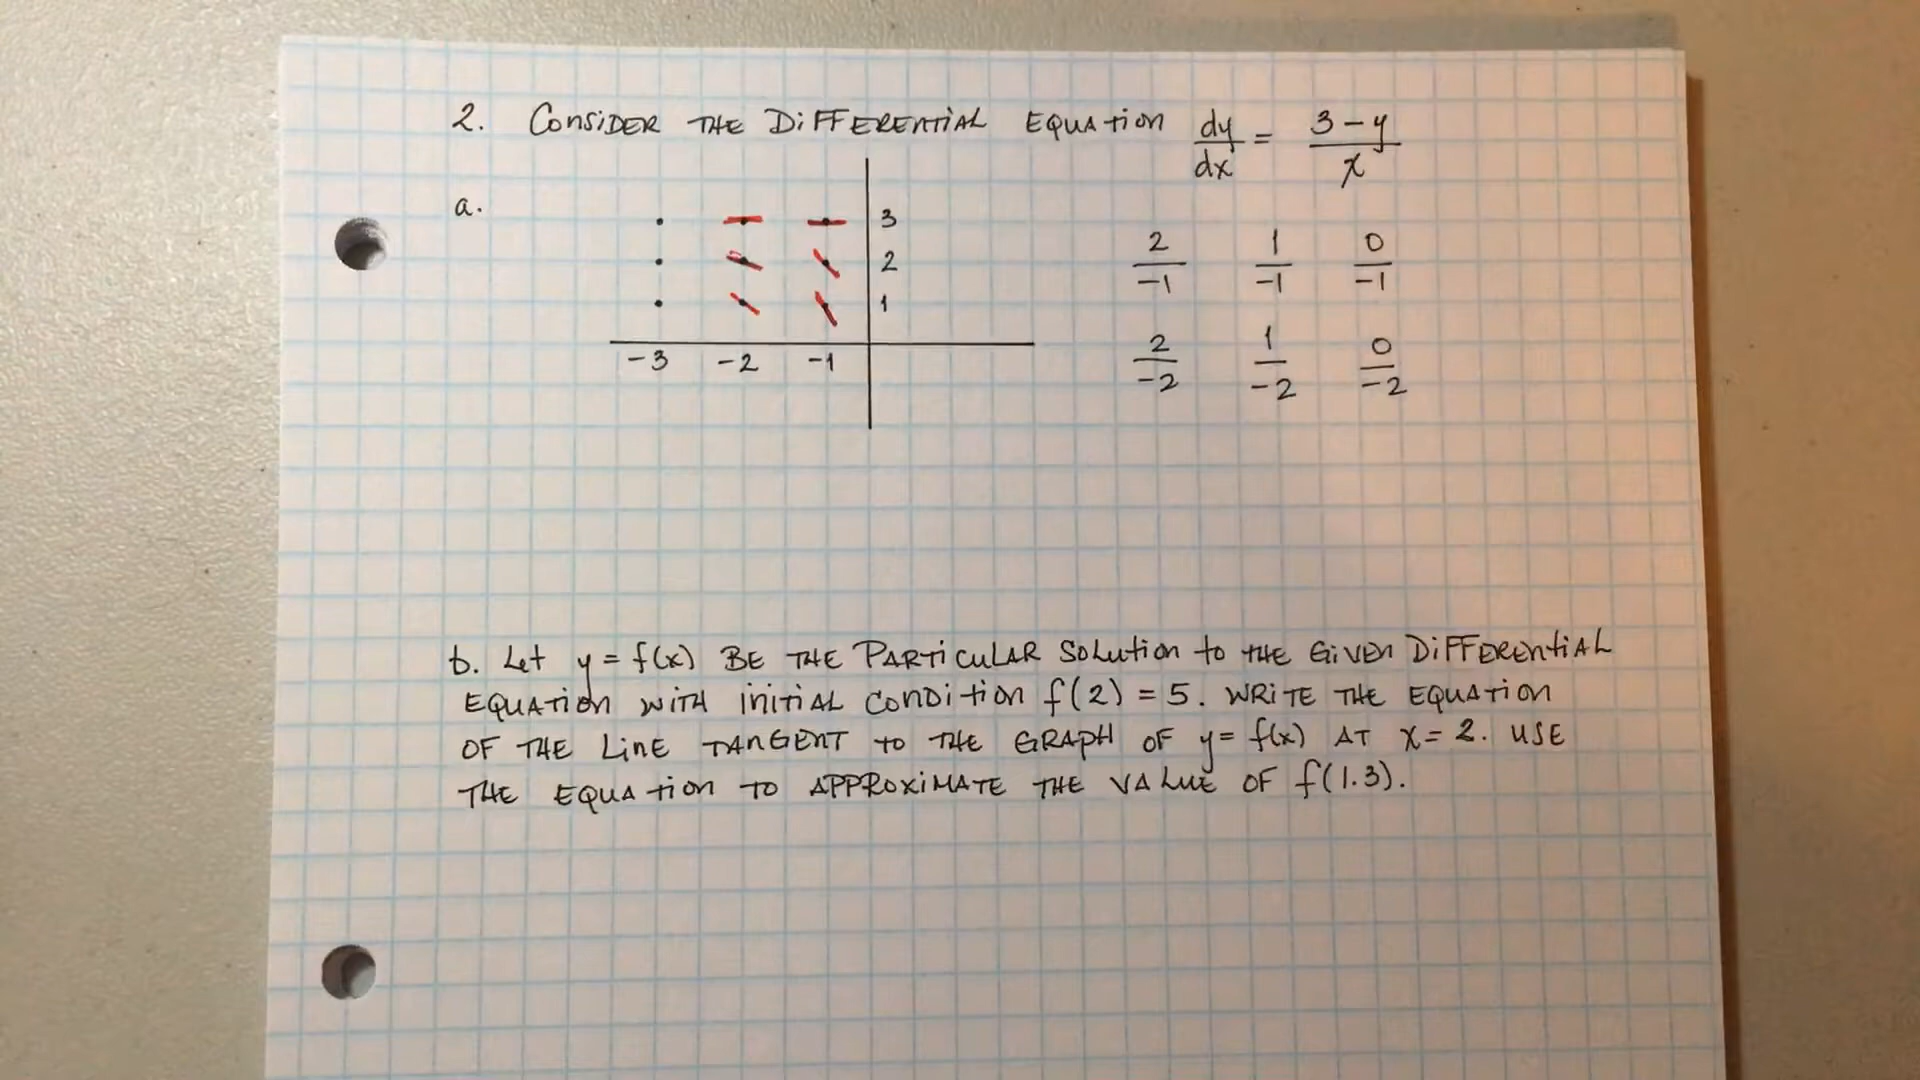 2. CONSIDER THE DIFFERENTIAL EQUATION dy/dx = (3-y)/x
a.
3
2
1
-3 -2 -1
2/-1 1/-1 0/-1
2/-2 1/-2 0/-2
b. Let y = f(x) BE THE PARTICULAR SOLUTION to THE GIVEN DIFFERENTIAL
EQUATION WITH INITIAL CONDITION f(2) = 5. WRITE THE EQUATION
OF THE LINE TANGENT to THE GRAPH OF y = f(x) AT x = 2. USE
THE EQUATION TO APPROXIMATE THE VALUE OF f(1.3).